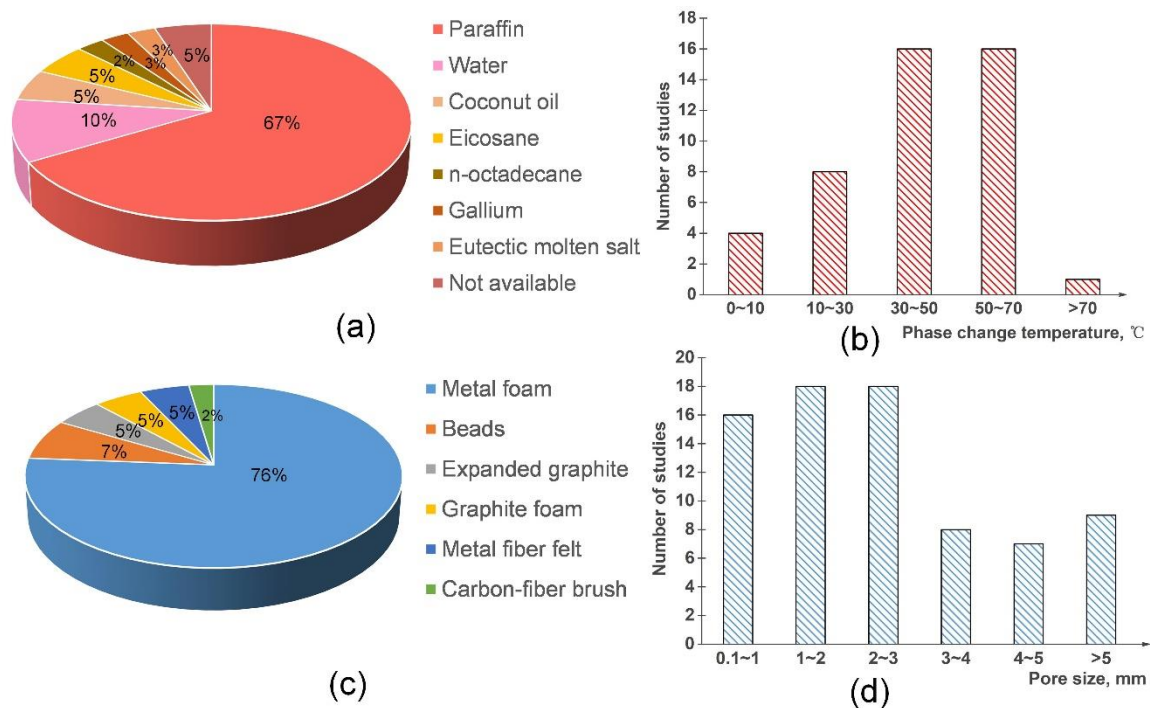 67%
10%
5%
5%
2%
3%
3%
5%
Paraffin
Water
Coconut oil
Eicosane
n-octadecane
Gallium
Eutectic molten salt
Not available
(a)
Number of studies
18
16
14
12
10
8
6
4
2
0
0~10
10~30
30~50
50~70
>70
Phase change temperature, ℃
(b)
76%
7%
5%
5%
5%
2%
Metal foam
Beads
Expanded graphite
Graphite foam
Metal fiber felt
Carbon-fiber brush
(c)
Number of studies
20
18
16
14
12
10
8
6
4
2
0
0.1~1
1~2
2~3
3~4
4~5
>5
Pore size, mm
(d)